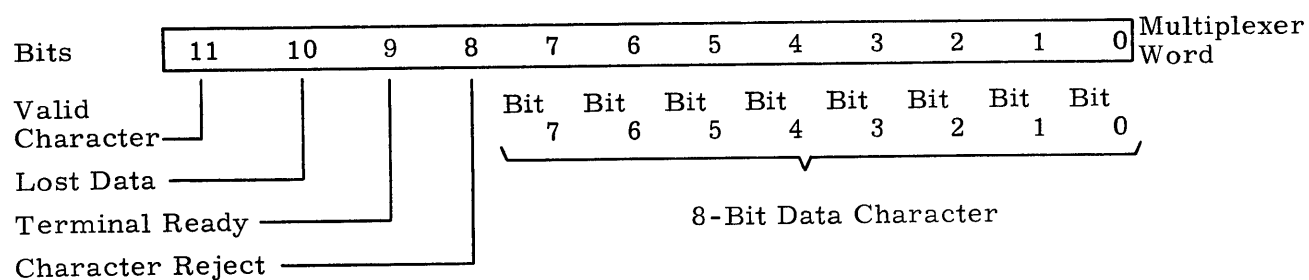 Bits 11 10 9 8 7 6 5 4 3 2 1 0 Multiplexer
Word
Valid
Character
Bit Bit Bit Bit Bit Bit Bit Bit
7 6 5 4 3 2 1 0
Lost Data
Terminal Ready
8-Bit Data Character
Character Reject